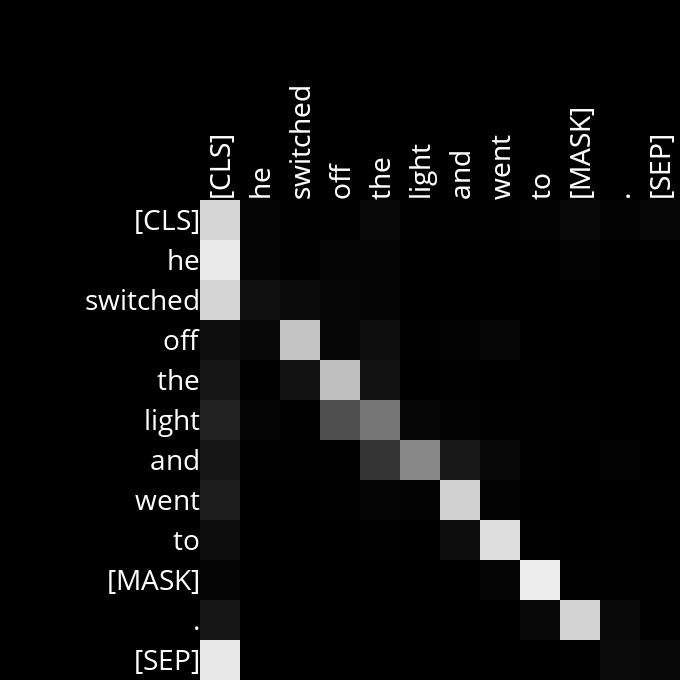 [CLS] he switched off the light and went to [MASK] . [SEP]
[CLS]
he
switched
off
the
light
and
went
to
[MASK]
.
[SEP]